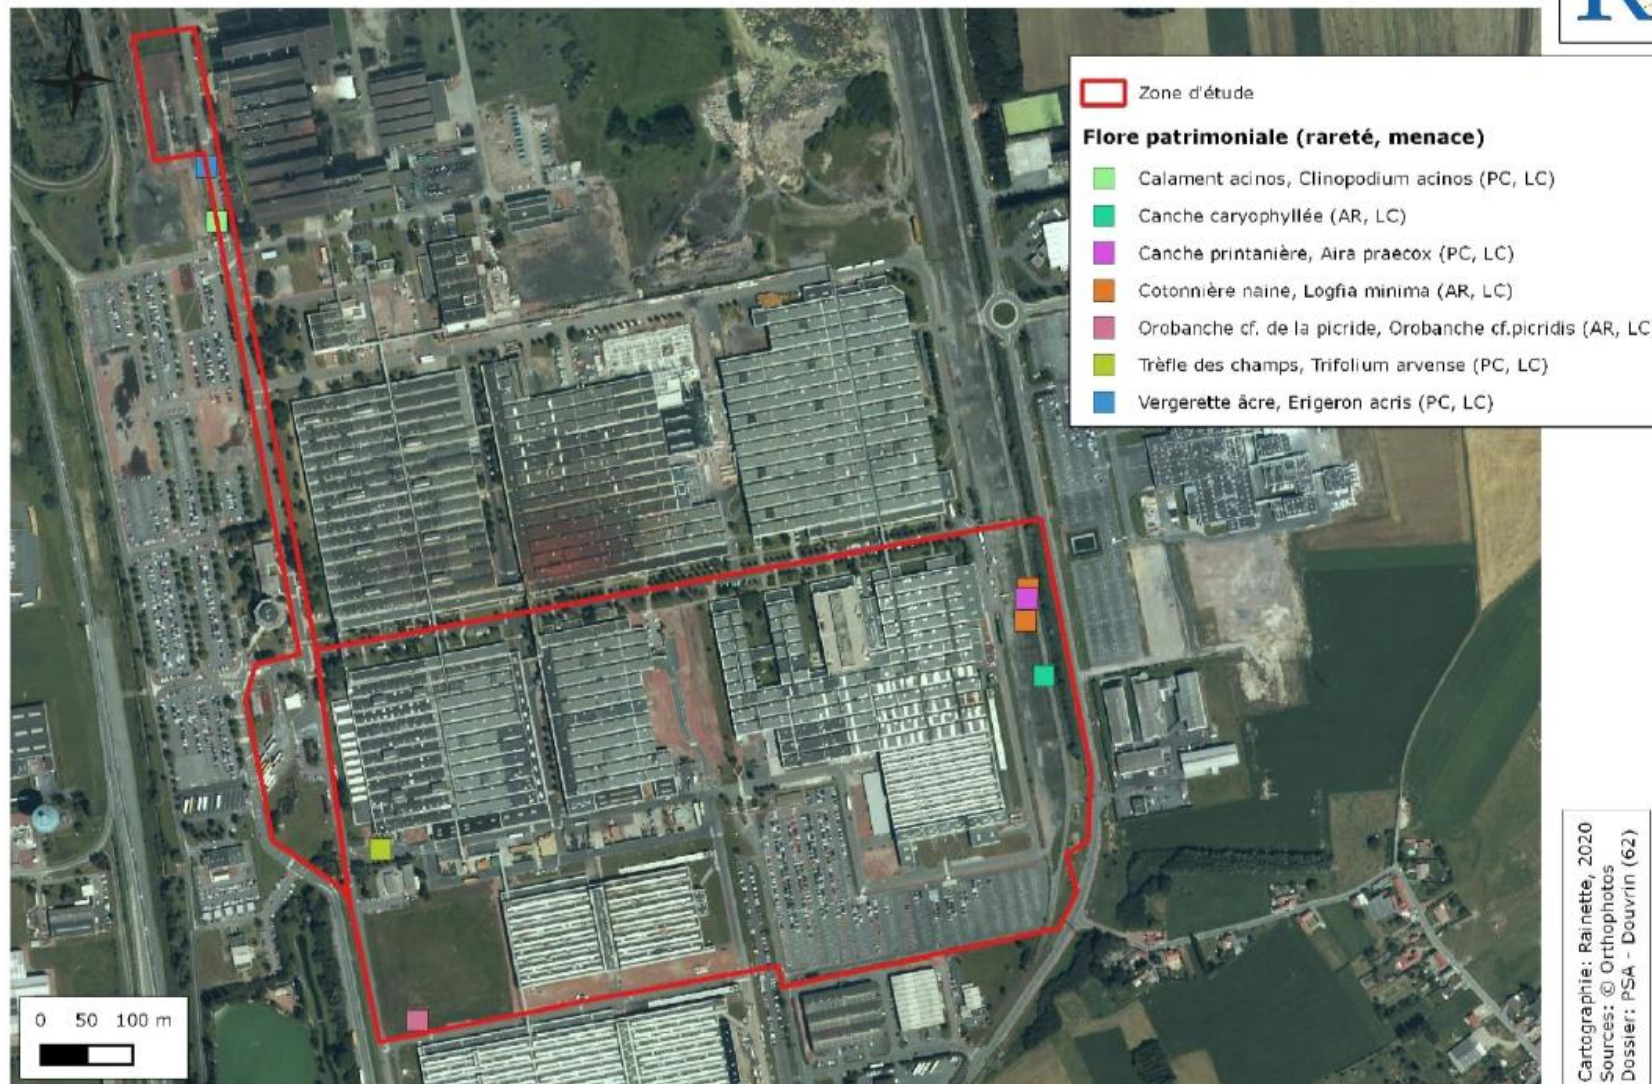 Zone d'étude
Flore patrimoniale (rareté, menace)
Calament acinos, Clinopodium acinos (PC, LC)
Canche caryophyllée (AR, LC)
Canche printanière, Aira praecox (PC, LC)
Cotonnière naine, Logfia minima (AR, LC)
Orobanche cf. de la picride, Orobanche cf.picridis (AR, LC
Trèfle des champs, Trifolium arvense (PC, LC)
Vergerette âcre, Erigeron acris (PC, LC)
0 50 100 m
Cartographie: Rainette, 2020
Sources: © Orthophotos
Dossier: PSA - Douvrin (62)